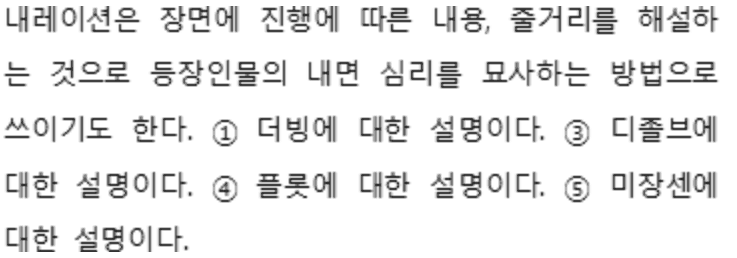 내레이션은 장면에 진행에 따른 내용, 줄거리를 해설하
는 것으로 등장인물의 내면 심리를 묘사하는 방법으로
쓰이기도 한다. ① 더빙에 대한 설명이다. ③ 디졸브에
대한 설명이다. ④ 플롯에 대한 설명이다. ⑤ 미장센에
대한 설명이다.